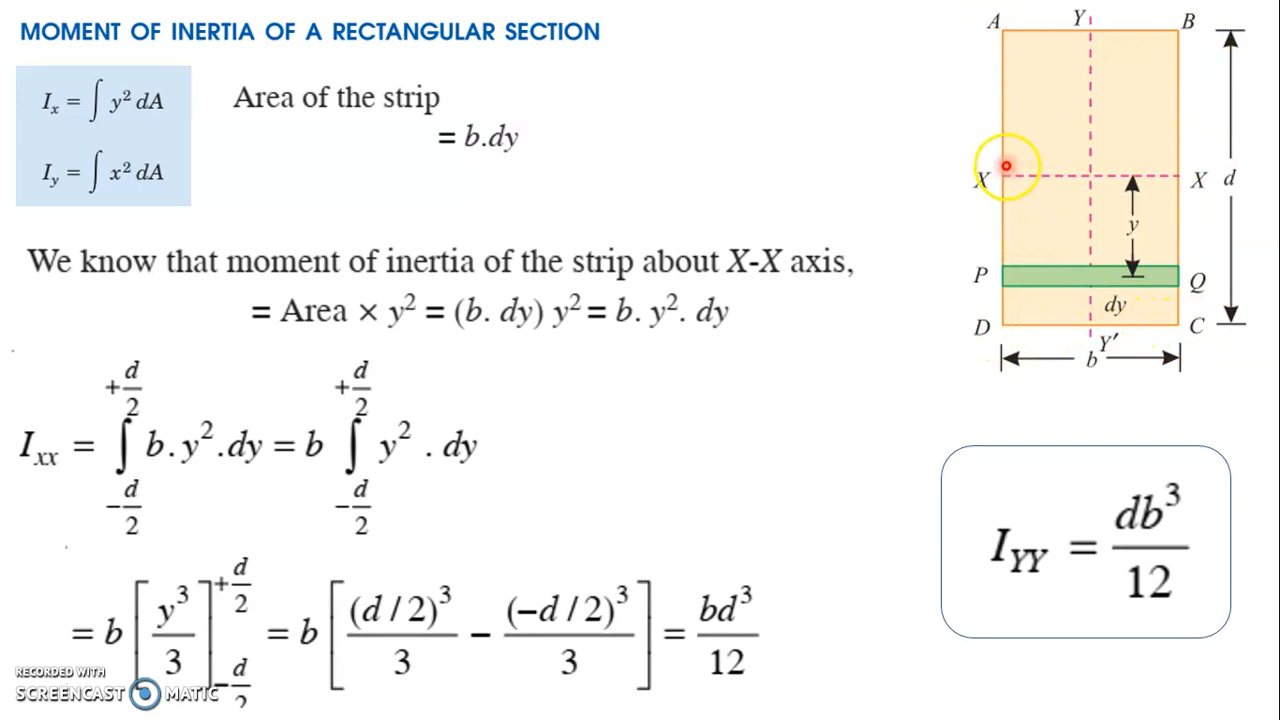 MOMENT OF INERTIA OF A RECTANGULAR SECTION
Iₓ = ∫ y² dA
I_y = ∫ x² dA
Area of the strip
= b.dy
We know that moment of inertia of the strip about X-X axis,
= Area × y² = (b. dy) y² = b. y². dy
I_xx = ∫_{-d/2}^{+d/2} b.y².dy = b ∫_{-d/2}^{+d/2} y² . dy
= b [y³/3]_{-d/2}^{+d/2} = b [(d/2)³/3 − (−d/2)³/3] = bd³/12
A Y B
X X d
y
P Q
dy
D C
Y′
b
I_YY = db³/12
RECORDED WITH
SCREENCAST MATIC